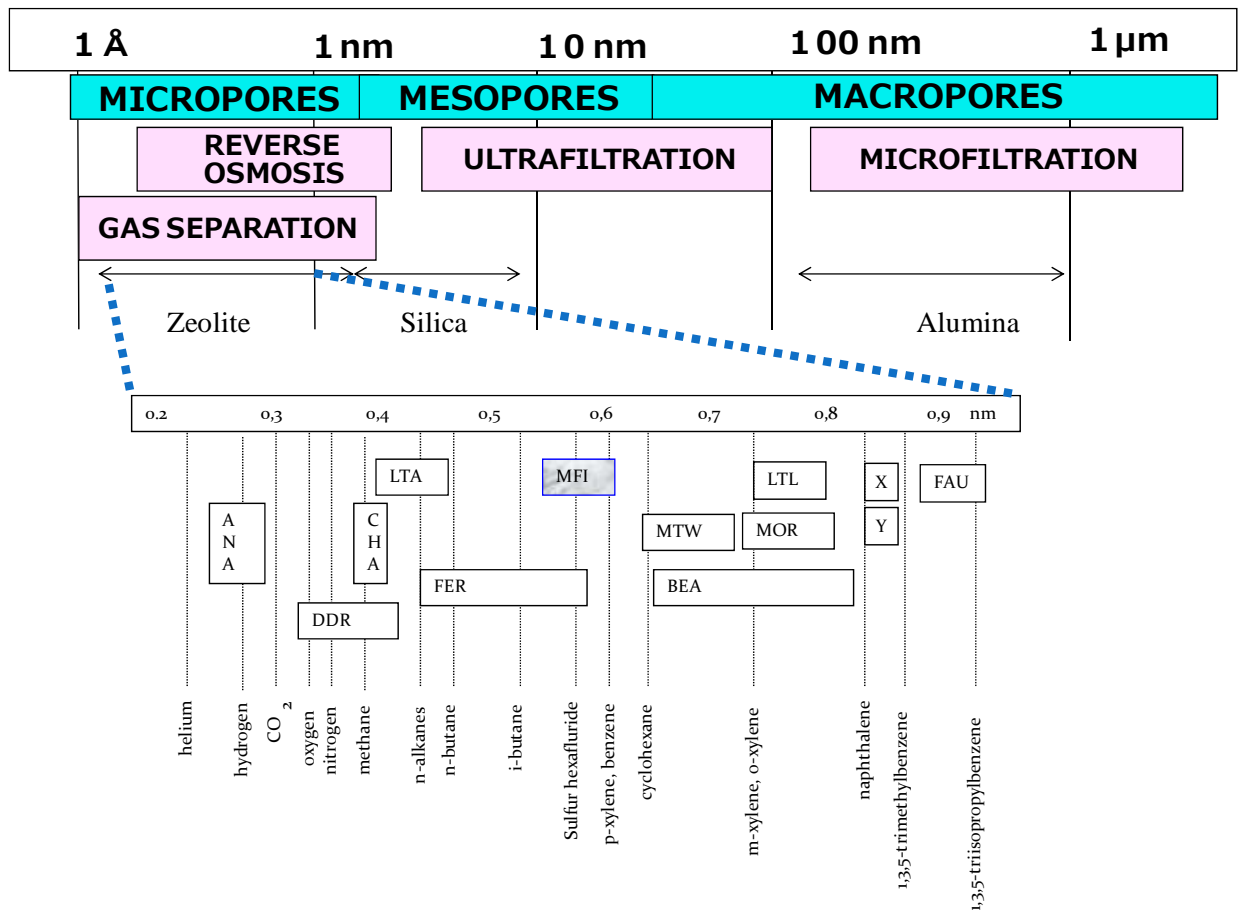 1 Å 1 nm 10 nm 100 nm 1 µm
MICROPORES MESOPORES MACROPORES
REVERSE
OSMOSIS
ULTRAFILTRATION MICROFILTRATION
GAS SEPARATION
Zeolite Silica Alumina
0.2 0,3 0,4 0,5 0,6 0,7 0,8 0,9 nm
LTA MFI LTL X FAU
A
N
A
C
H
A
MTW MOR Y
FER BEA
DDR
helium
hydrogen
CO 2
oxygen
nitrogen
methane
n-alkanes
n-butane
i-butane
Sulfur hexafluride
p-xylene, benzene
cyclohexane
m-xylene, o-xylene
naphthalene
1,3,5-trimethylbenzene
1,3,5-triisopropylbenzene